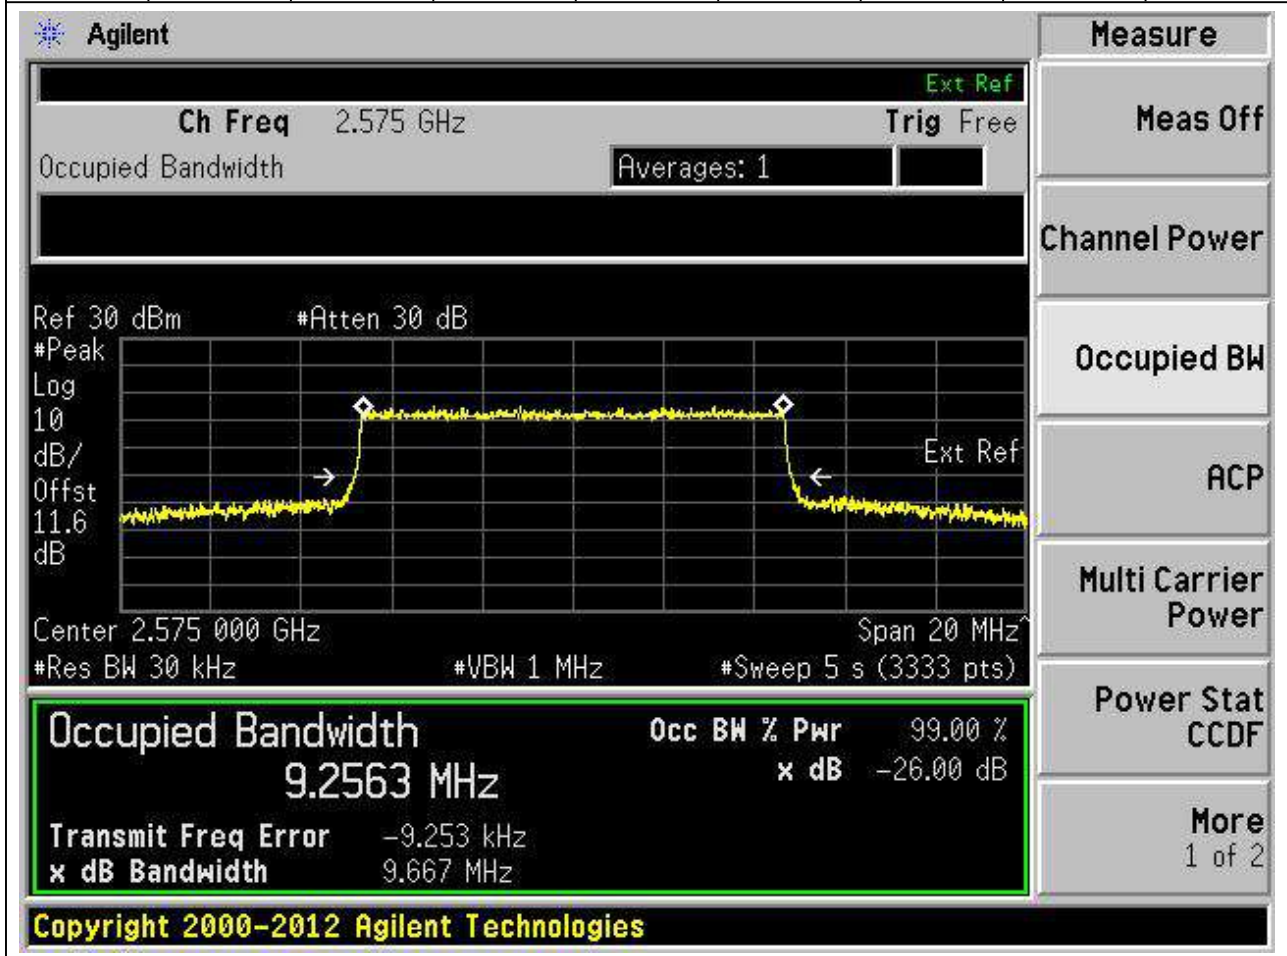 Agilent
Measure
Ext Ref
Ch Freq 2.575 GHz Trig Free
Meas Off
Occupied Bandwidth Averages: 1
Channel Power
Ref 30 dBm #Atten 30 dB
#Peak
Log
10
dB/
Offst
11.6
dB
Ext Ref
Occupied BW
ACP
Center 2.575 000 GHz Span 20 MHz^
#Res BW 30 kHz #VBW 1 MHz #Sweep 5 s (3333 pts)
Multi Carrier
Power
Occupied Bandwidth Occ BW % Pwr 99.00 %
9.2563 MHz x dB -26.00 dB
Power Stat
CCDF
Transmit Freq Error -9.253 kHz
x dB Bandwidth 9.667 MHz
More
1 of 2
Copyright 2000-2012 Agilent Technologies